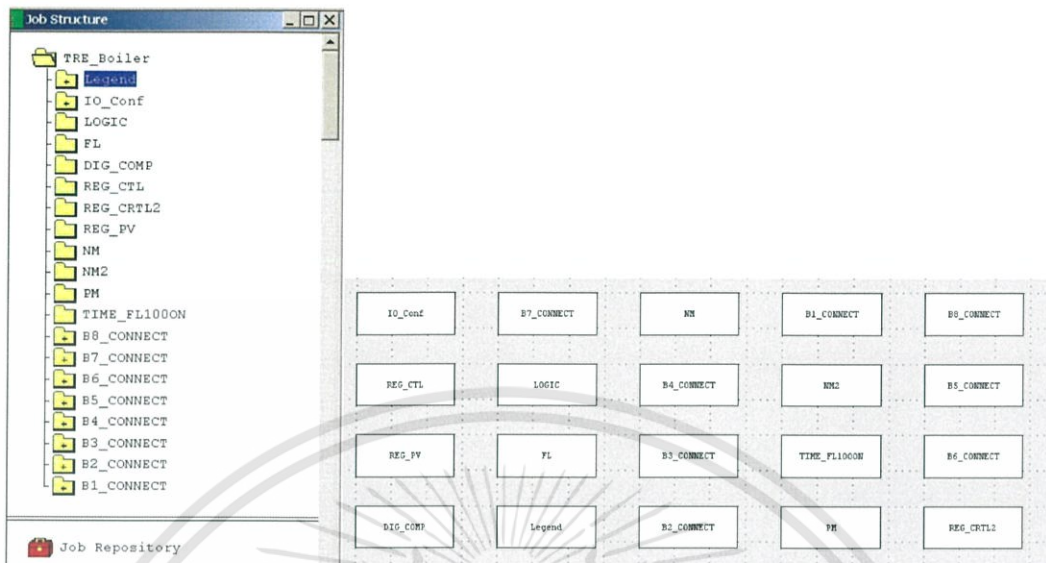 Job Structure
TRE_Boiler
Legend
IO_Conf
LOGIC
FL
DIG_COMP
REG_CTL
REG_CRTL2
REG_PV
NM
NM2
PM
TIME_FL100ON
B8_CONNECT
B7_CONNECT
B6_CONNECT
B5_CONNECT
B4_CONNECT
B3_CONNECT
B2_CONNECT
B1_CONNECT
Job Repository
IO_Conf B7_CONNECT NM B1_CONNECT B8_CONNECT
REG_CTL LOGIC B4_CONNECT NM2 B5_CONNECT
REG_PV FL B3_CONNECT TIME_FL100ON B6_CONNECT
DIG_COMP Legend B2_CONNECT PM REG_CRTL2